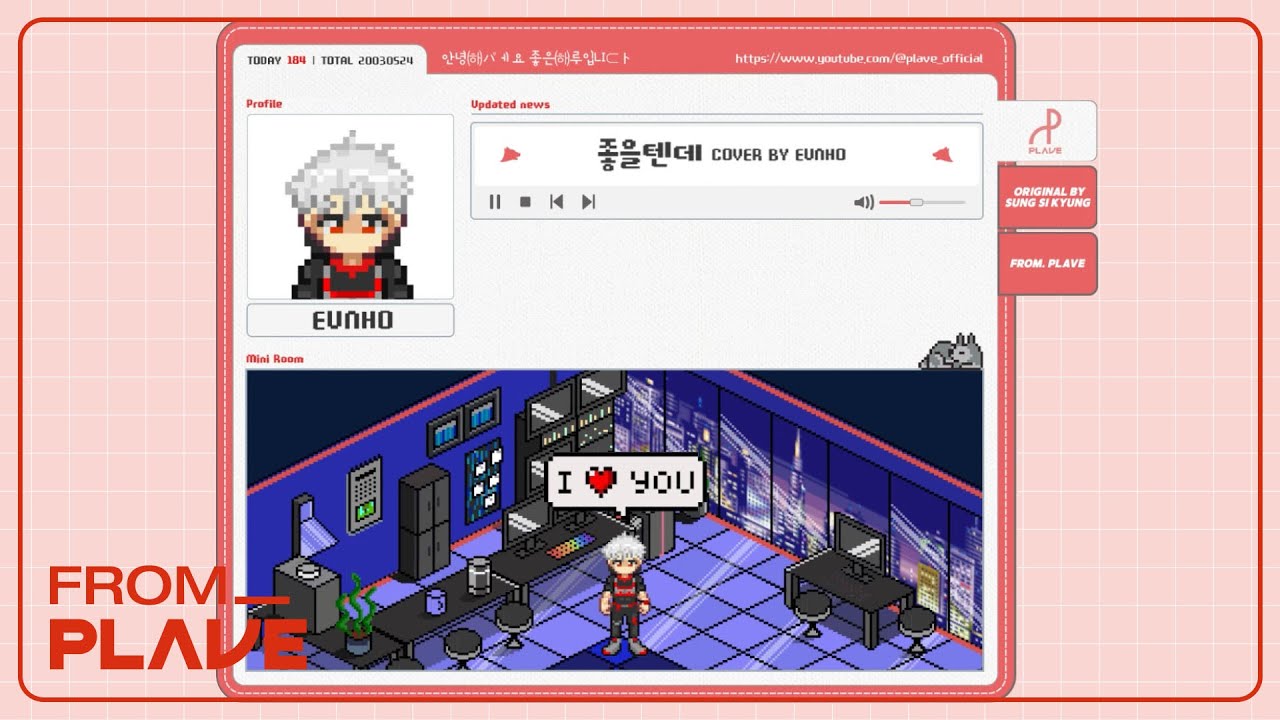 TODAY 184 | TOTAL 20030524
안녕㈻ㅅㅔ요 좋은㈻루입ㄴㅣㄷㅏ
https://www.youtube.com/@plave_official
Profile
EUNHO
Updated news
좋을텐데 COVER BY EUNHO
PLAVE
ORIGINAL BY
SUNG SI KYUNG
FROM. PLAVE
Mini Room
I ♥ YOU
FROM_
PLAVE